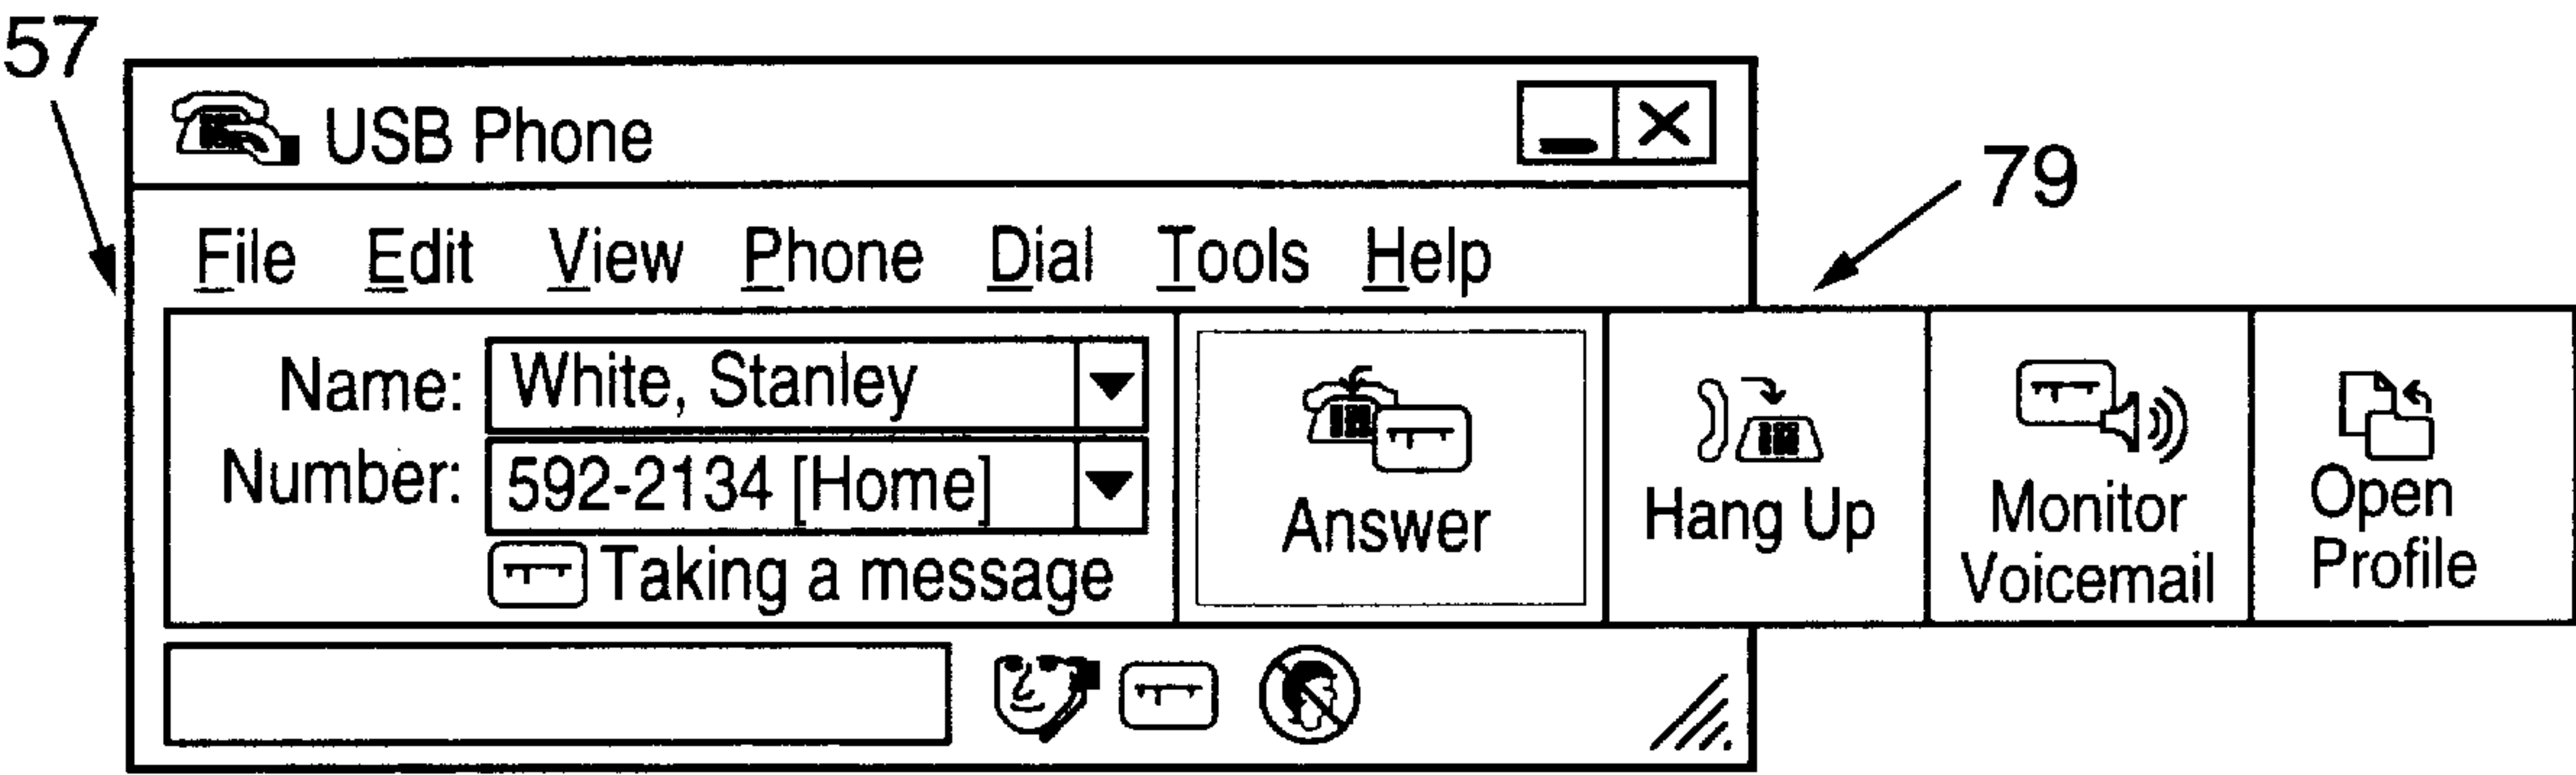 57
USB Phone
79
File Edit View Phone Dial Tools Help
Name: White, Stanley
Number: 592-2134 [Home]
Taking a message
Answer
Hang Up
Monitor
Voicemail
Open
Profile